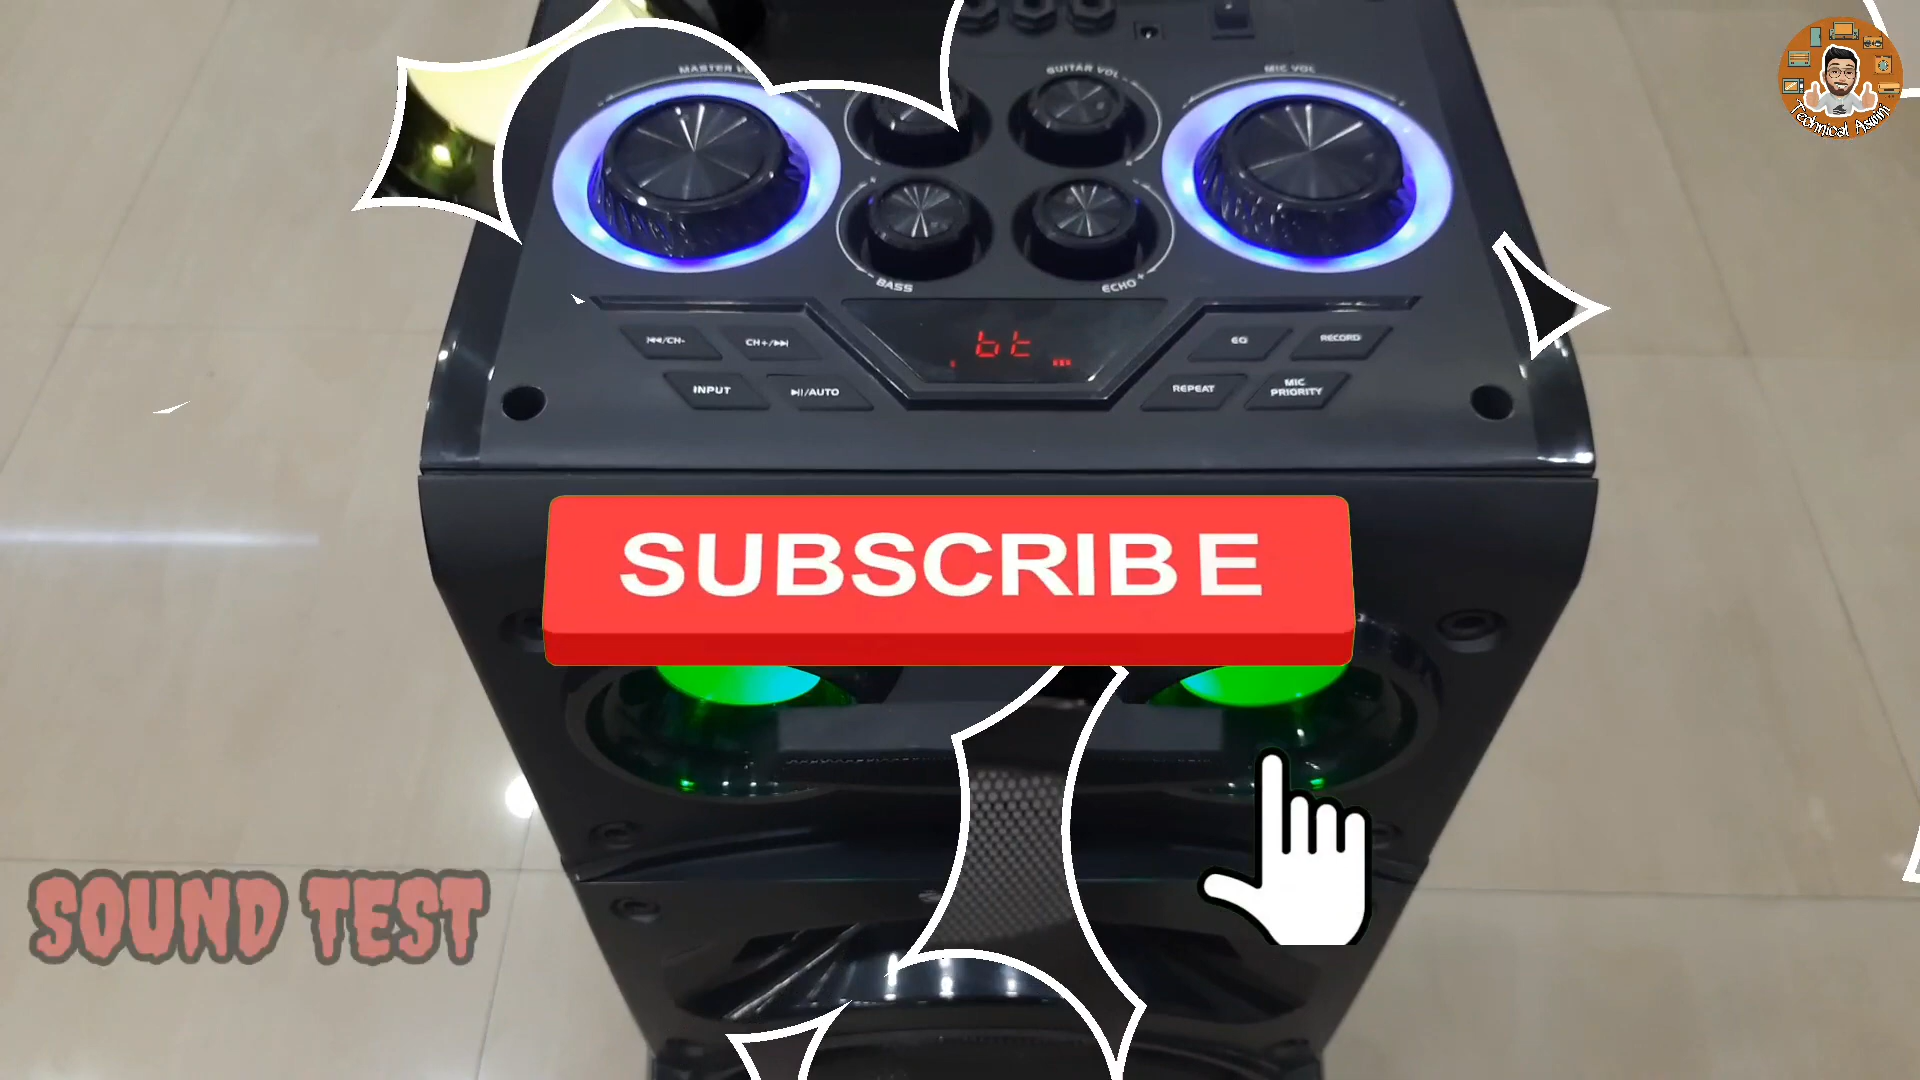 MASTER
GUITAR VOL
MIC VOL
Technical Aswin
BASS
ECHO
bt
⏮/CH-
CH+/⏭
EQ
RECORD
INPUT
⏯/AUTO
REPEAT
MIC
PRIORITY
SUBSCRIBE
SOUND TEST